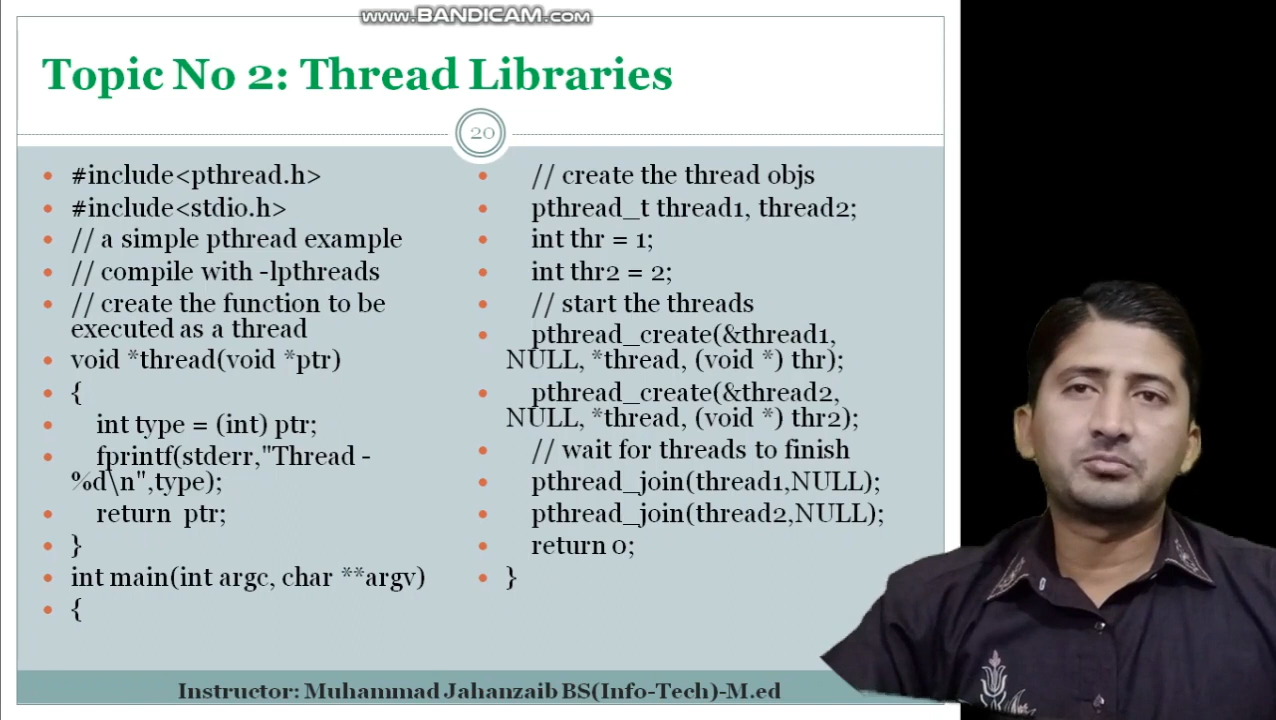 www.BANDICAM.com
Topic No 2: Thread Libraries
20
• #include<pthread.h>
• #include<stdio.h>
• // a simple pthread example
• // compile with -lpthreads
• // create the function to be
executed as a thread
• void *thread(void *ptr)
• {
• int type = (int) ptr;
• fprintf(stderr,"Thread -
%d\n",type);
• return ptr;
• }
• int main(int argc, char **argv)
• {
• // create the thread objs
• pthread_t thread1, thread2;
• int thr = 1;
• int thr2 = 2;
• // start the threads
• pthread_create(&thread1,
NULL, *thread, (void *) thr);
• pthread_create(&thread2,
NULL, *thread, (void *) thr2);
• // wait for threads to finish
• pthread_join(thread1,NULL);
• pthread_join(thread2,NULL);
• return 0;
• }
Instructor: Muhammad Jahanzaib BS(Info-Tech)-M.ed